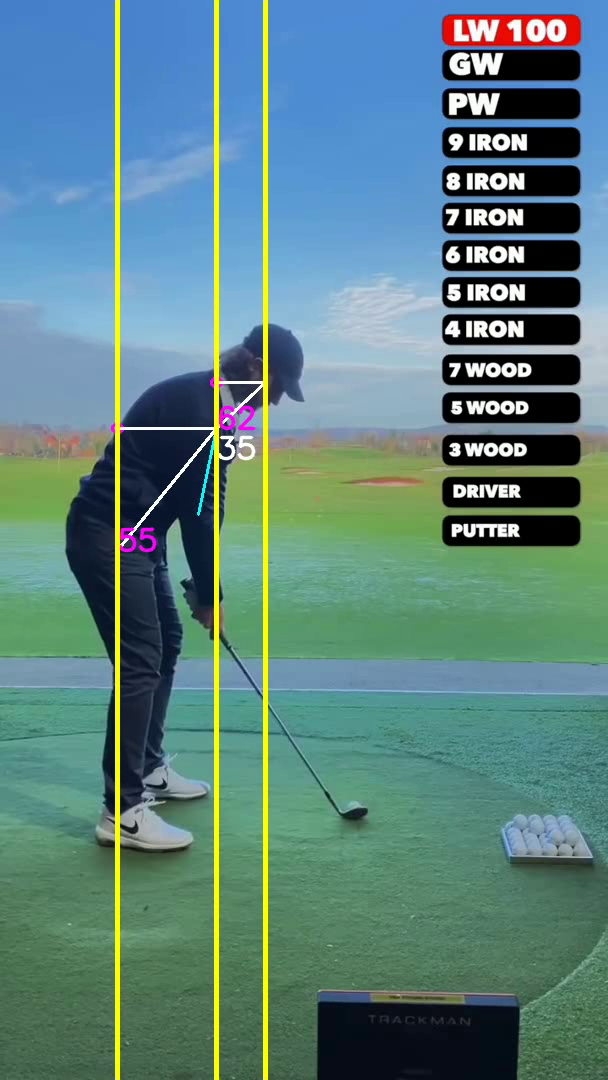 LW 100
GW
PW
9 IRON
8 IRON
7 IRON
6 IRON
5 IRON
4 IRON
7 WOOD
5 WOOD
62
35
3 WOOD
DRIVER
PUTTER
55
TRACKMAN